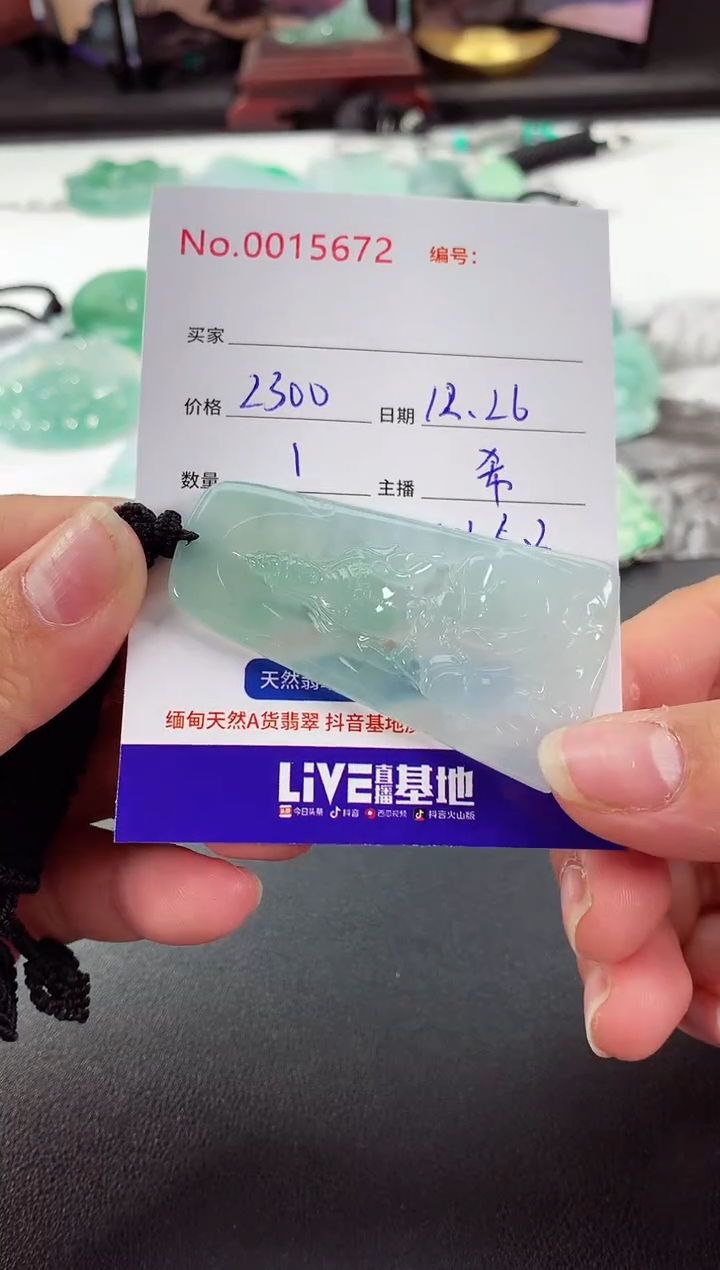 No.0015672 编号:
买家
价格 2300 日期 12.26
数量 1 主播 希
天然翡
缅甸天然A货翡翠 抖音基地
LiVE直播基地
今日头条 抖音 西瓜视频 抖音火山版